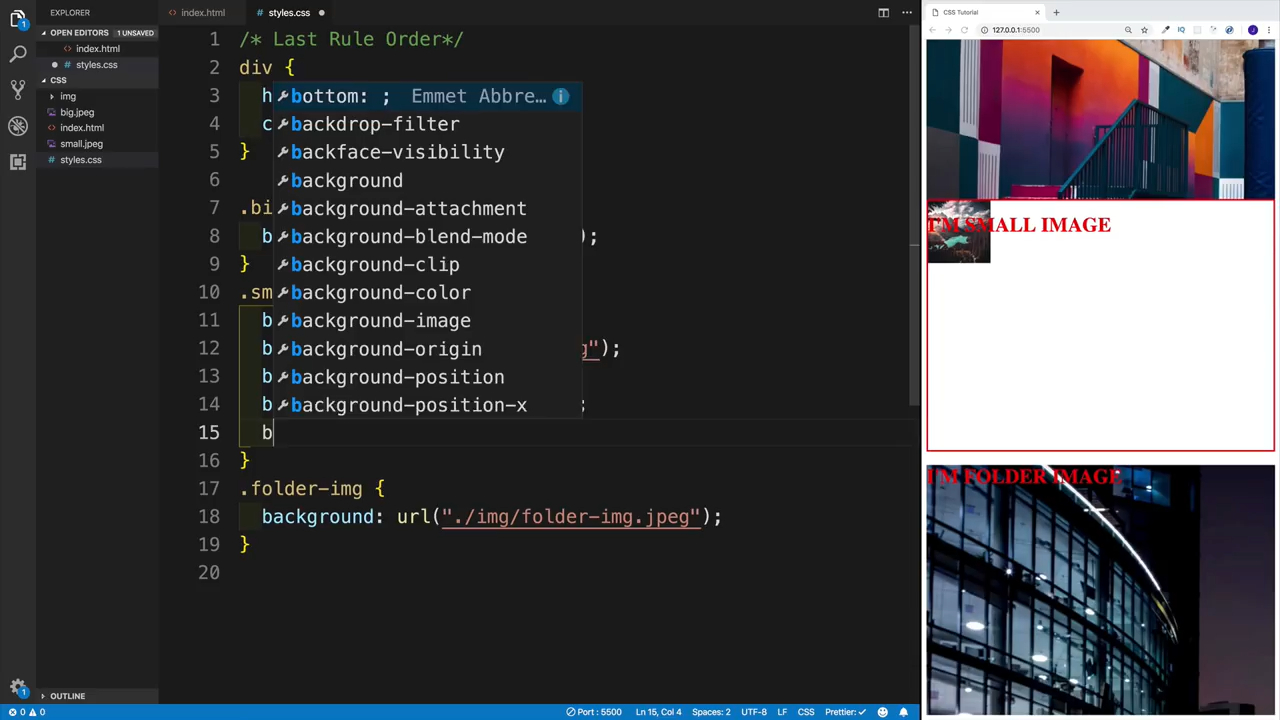 EXPLORER
OPEN EDITORS 1 UNSAVED
index.html
styles.css
CSS
img
big.jpeg
index.html
small.jpeg
styles.css
OUTLINE
1
1
index.html
styles.css
1 /* Last Rule Order*/
2 div {
3 h
4 c
5 }
6
7 .bi
8 b );
9 }
10 .sm
11 b
12 b g");
13 b
14 b ;
15 b
16 }
17 .folder-img {
18 background: url("./img/folder-img.jpeg");
19 }
20
bottom: ; Emmet Abbre...
backdrop-filter
backface-visibility
background
background-attachment
background-blend-mode
background-clip
background-color
background-image
background-origin
background-position
background-position-x
0 0
Port : 5500 Ln 15, Col 4 Spaces: 2 UTF-8 LF CSS Prettier: ✓
CSS Tutorial
127.0.0.1:5500
J
I'M SMALL IMAGE
I'M FOLDER IMAGE